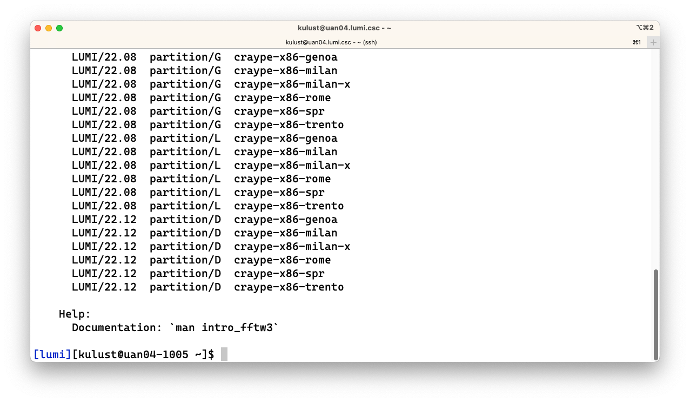 kulust@uan04.lumi.csc - ~
⌥⌘2
kulust@uan04.lumi.csc - ~ (ssh)
⌘1
+
LUMI/22.08  partition/G  craype-x86-genoa
LUMI/22.08  partition/G  craype-x86-milan
LUMI/22.08  partition/G  craype-x86-milan-x
LUMI/22.08  partition/G  craype-x86-rome
LUMI/22.08  partition/G  craype-x86-spr
LUMI/22.08  partition/G  craype-x86-trento
LUMI/22.08  partition/L  craype-x86-genoa
LUMI/22.08  partition/L  craype-x86-milan
LUMI/22.08  partition/L  craype-x86-milan-x
LUMI/22.08  partition/L  craype-x86-rome
LUMI/22.08  partition/L  craype-x86-spr
LUMI/22.08  partition/L  craype-x86-trento
LUMI/22.12  partition/D  craype-x86-genoa
LUMI/22.12  partition/D  craype-x86-milan
LUMI/22.12  partition/D  craype-x86-milan-x
LUMI/22.12  partition/D  craype-x86-rome
LUMI/22.12  partition/D  craype-x86-spr
LUMI/22.12  partition/D  craype-x86-trento
Help:
Documentation: `man intro_fftw3`
[lumi][kulust@uan04-1005 ~]$